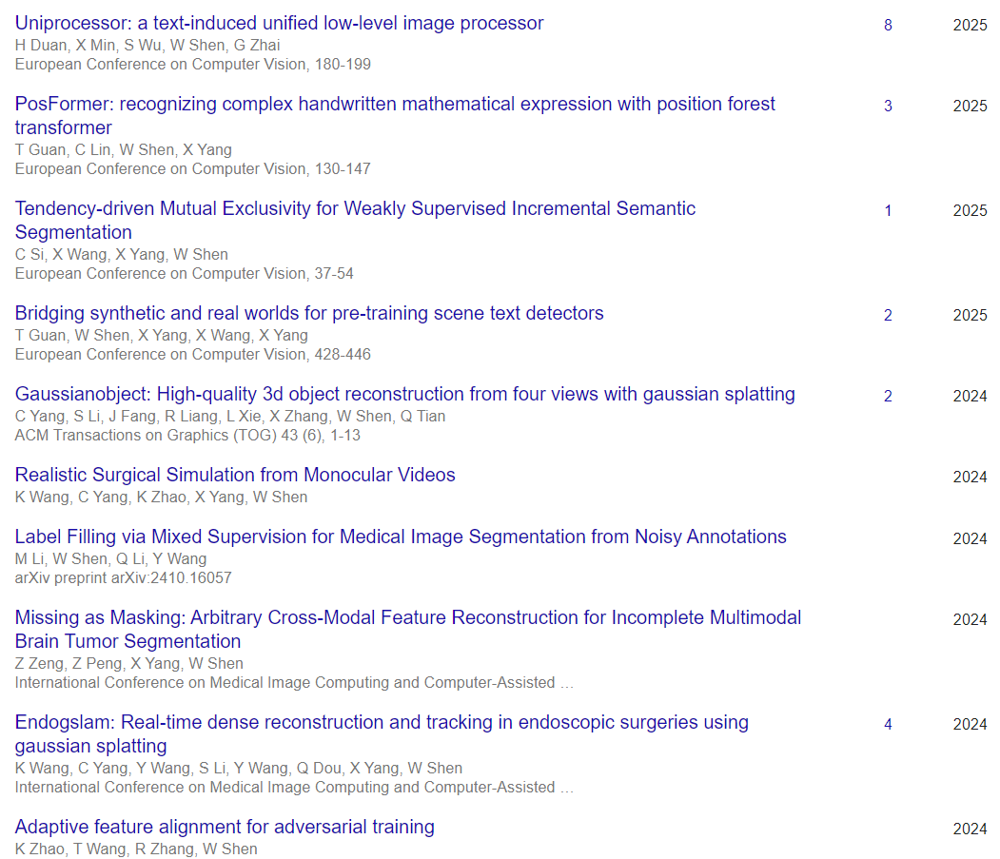 Uniprocessor: a text-induced unified low-level image processor 8 2025
H Duan, X Min, S Wu, W Shen, G Zhai
European Conference on Computer Vision, 180-199
PosFormer: recognizing complex handwritten mathematical expression with position forest 3 2025
transformer
T Guan, C Lin, W Shen, X Yang
European Conference on Computer Vision, 130-147
Tendency-driven Mutual Exclusivity for Weakly Supervised Incremental Semantic 1 2025
Segmentation
C Si, X Wang, X Yang, W Shen
European Conference on Computer Vision, 37-54
Bridging synthetic and real worlds for pre-training scene text detectors 2 2025
T Guan, W Shen, X Yang, X Wang, X Yang
European Conference on Computer Vision, 428-446
Gaussianobject: High-quality 3d object reconstruction from four views with gaussian splatting 2 2024
C Yang, S Li, J Fang, R Liang, L Xie, X Zhang, W Shen, Q Tian
ACM Transactions on Graphics (TOG) 43 (6), 1-13
Realistic Surgical Simulation from Monocular Videos 2024
K Wang, C Yang, K Zhao, X Yang, W Shen
Label Filling via Mixed Supervision for Medical Image Segmentation from Noisy Annotations 2024
M Li, W Shen, Q Li, Y Wang
arXiv preprint arXiv:2410.16057
Missing as Masking: Arbitrary Cross-Modal Feature Reconstruction for Incomplete Multimodal 2024
Brain Tumor Segmentation
Z Zeng, Z Peng, X Yang, W Shen
International Conference on Medical Image Computing and Computer-Assisted …
Endogslam: Real-time dense reconstruction and tracking in endoscopic surgeries using 4 2024
gaussian splatting
K Wang, C Yang, Y Wang, S Li, Y Wang, Q Dou, X Yang, W Shen
International Conference on Medical Image Computing and Computer-Assisted …
Adaptive feature alignment for adversarial training 2024
K Zhao, T Wang, R Zhang, W Shen